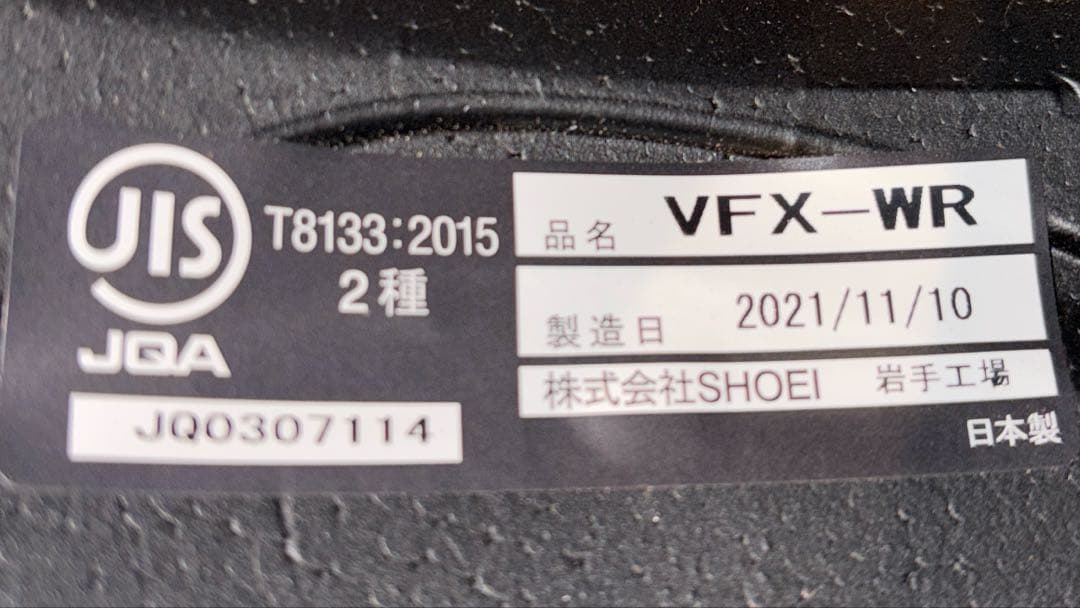 JIS
T8133:2015
2種
JQA
JQ0307114
品名 VFX-WR
製造日 2021/11/10
株式会社SHOEI 岩手工場
日本製